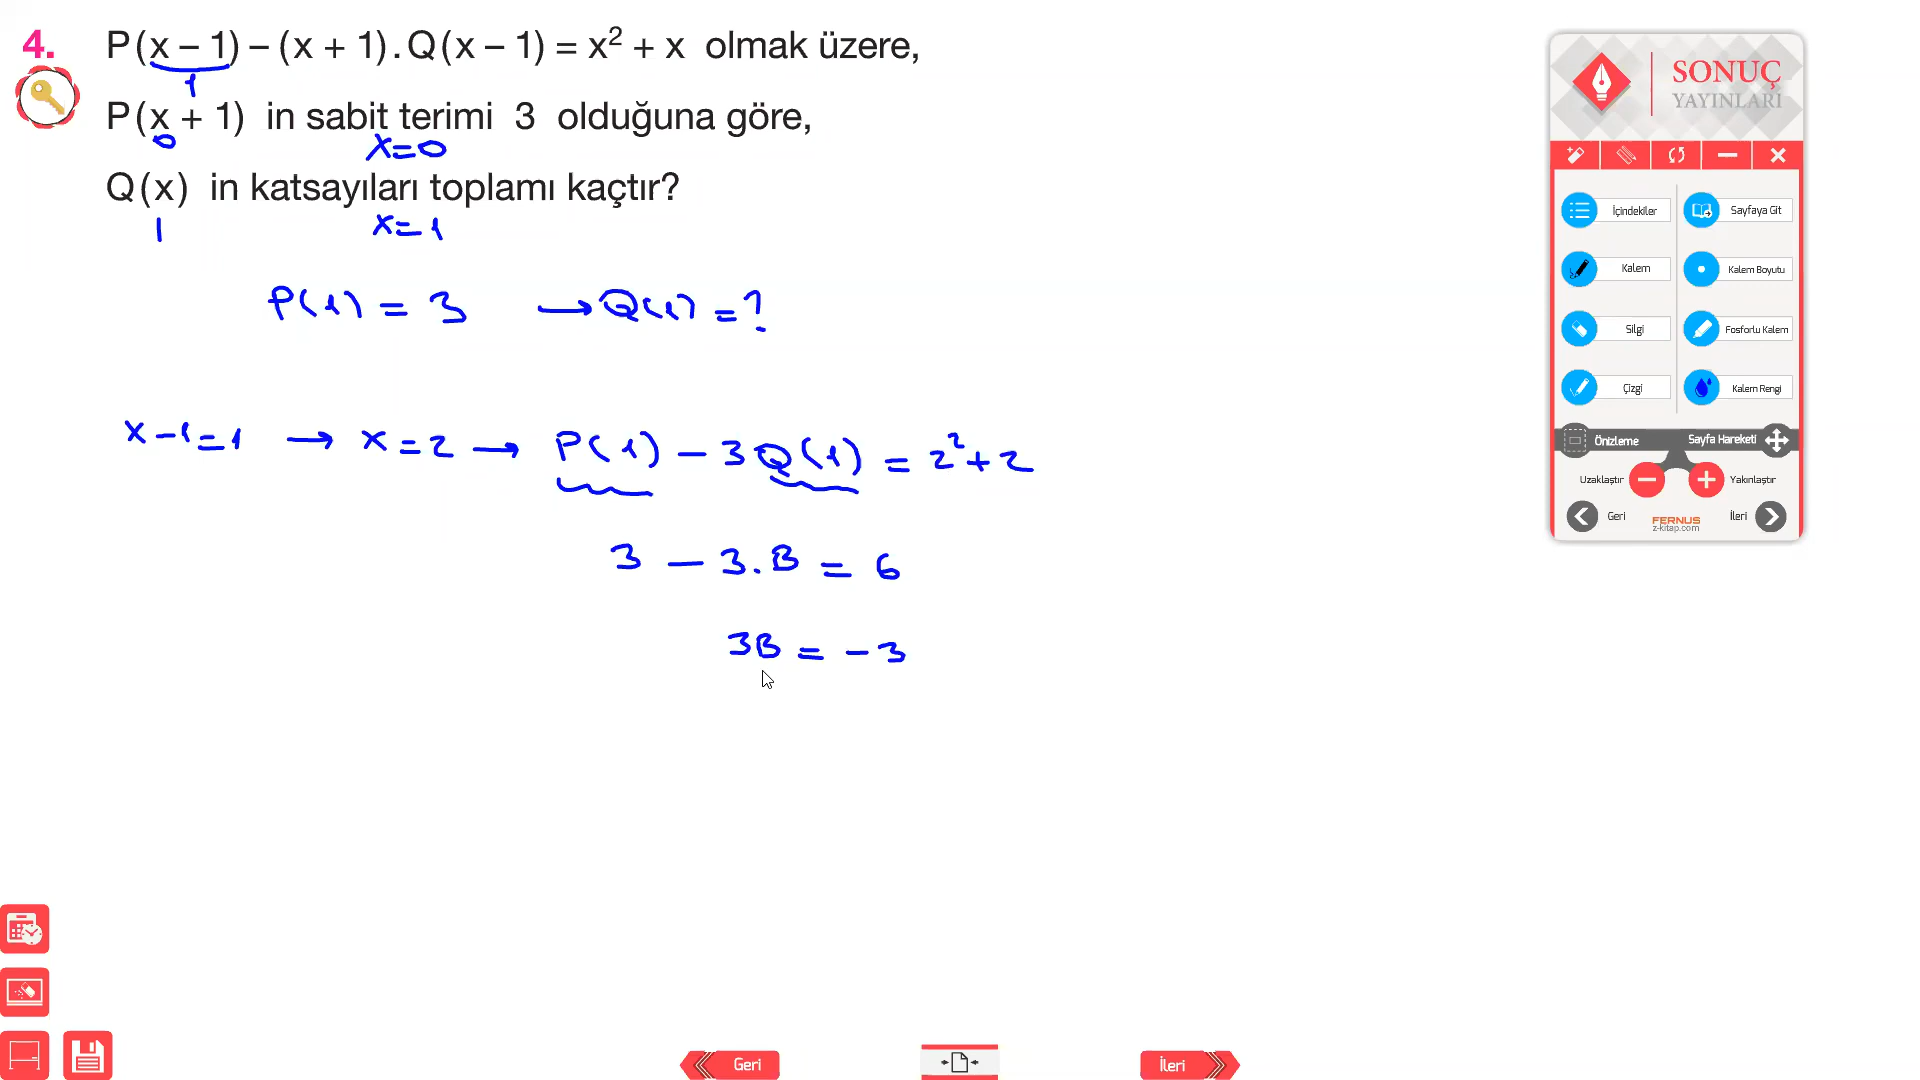 4. P(x – 1) – (x + 1).Q(x – 1) = x² + x olmak üzere,
1
P(x + 1) in sabit terimi 3 olduğuna göre,
0 x=0
Q(x) in katsayıları toplamı kaçtır?
1 x=1
P(1) = 3 → Q(1) = ?
x-1=1 → x=2 → P(1) - 3Q(1) = 2²+2
3 - 3.B = 6
3B = -3
SONUÇ
YAYINLARI
İçindekiler
Sayfaya Git
Kalem
Kalem Boyutu
Silgi
Fosforlu Kalem
Çizgi
Kalem Rengi
Önizleme
Sayfa Hareketi
Uzaklaştır
Yakınlaştır
Geri
FERNUS
z-kitap.com
İleri
Geri
İleri